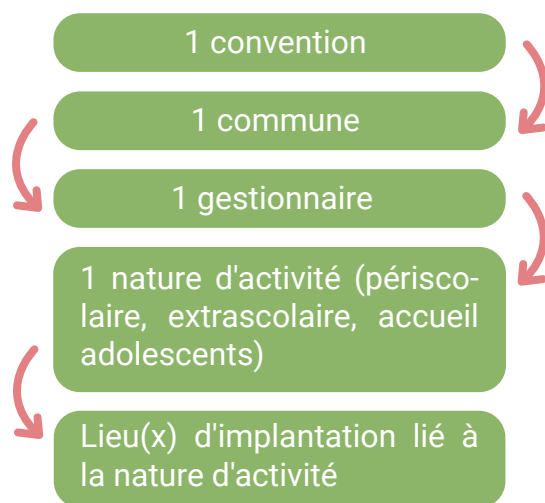 1 convention
1 commune
1 gestionnaire
1 nature d'activité (périsco-
laire, extrascolaire, accueil
adolescents)
Lieu(x) d'implantation lié à
la nature d'activité